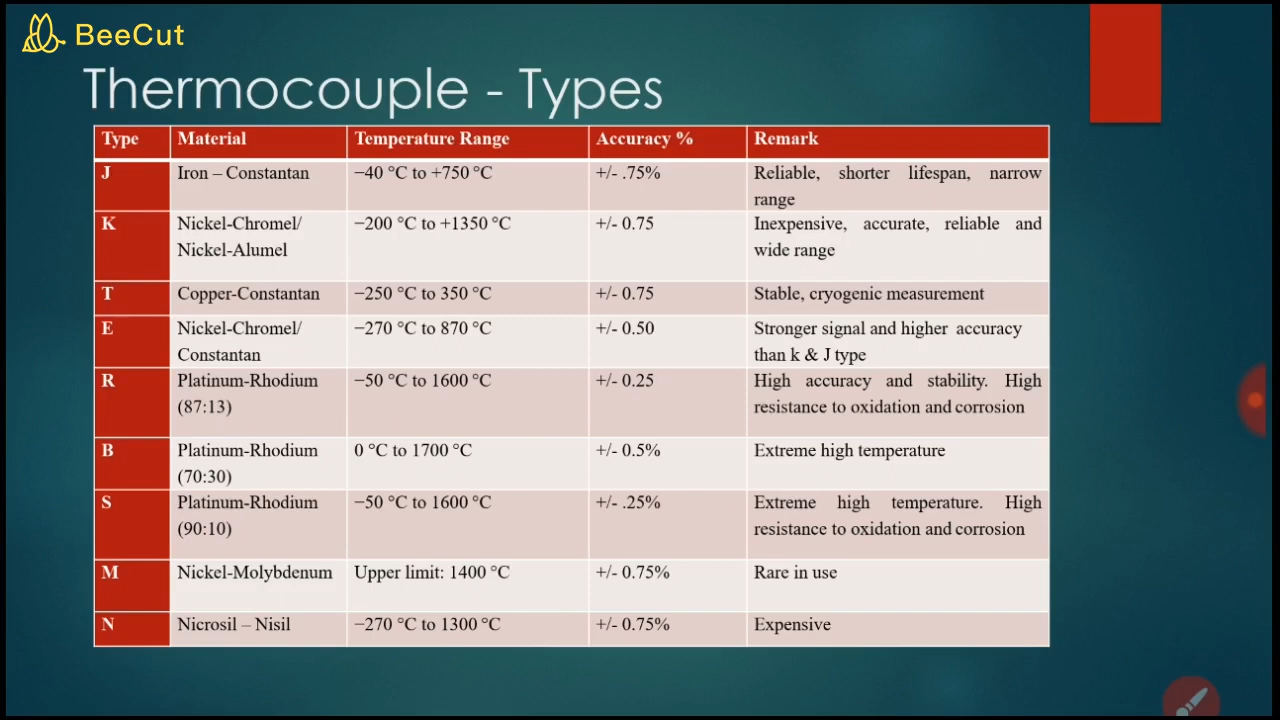 BeeCut
Thermocouple - Types
Type Material Temperature Range Accuracy % Remark
J Iron – Constantan −40 °C to +750 °C +/- .75% Reliable, shorter lifespan, narrow
range
K Nickel-Chromel/ −200 °C to +1350 °C +/- 0.75 Inexpensive, accurate, reliable and
Nickel-Alumel wide range
T Copper-Constantan −250 °C to 350 °C +/- 0.75 Stable, cryogenic measurement
E Nickel-Chromel/ −270 °C to 870 °C +/- 0.50 Stronger signal and higher accuracy
Constantan than k & J type
R Platinum-Rhodium −50 °C to 1600 °C +/- 0.25 High accuracy and stability. High
(87:13) resistance to oxidation and corrosion
B Platinum-Rhodium 0 °C to 1700 °C +/- 0.5% Extreme high temperature
(70:30)
S Platinum-Rhodium −50 °C to 1600 °C +/- .25% Extreme high temperature. High
(90:10) resistance to oxidation and corrosion
M Nickel-Molybdenum Upper limit: 1400 °C +/- 0.75% Rare in use
N Nicrosil – Nisil −270 °C to 1300 °C +/- 0.75% Expensive